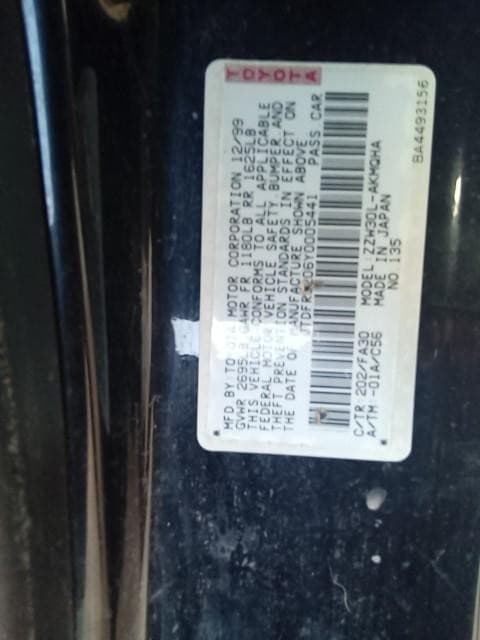 TOYOTA
MFD BY TOYOTA MOTOR CORPORATION 12/99
GVWR 2695LB GAWR FR 1180LB RR 1625LB
THIS VEHICLE CONFORMS TO ALL APPLICABLE
FEDERAL MOTOR VEHICLE SAFETY, BUMPER, AND
THEFT PREVENTION STANDARDS IN EFFECT ON
THE DATE OF MANUFACTURE SHOWN ABOVE
PASS CAR
C/TR: 202/FA30 MODEL: ZZW30L-AKMQHA
A/TM: -01A/C56 MADE IN JAPAN
NO 135
BA4493156